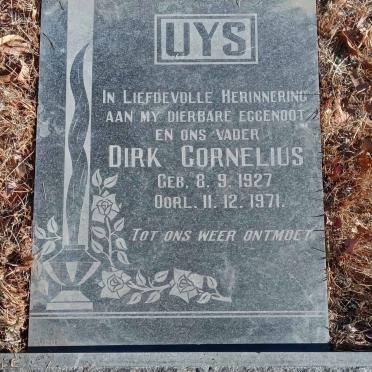 UYS
IN LIEFDEVOLLE HERINNERING
AAN MY DIERBARE EGGENOOT
EN ONS VADER
DIRK CORNELIUS
GEB. 8. 9. 1927
OORL. 11. 12. 1971.
TOT ONS WEER ONTMOET